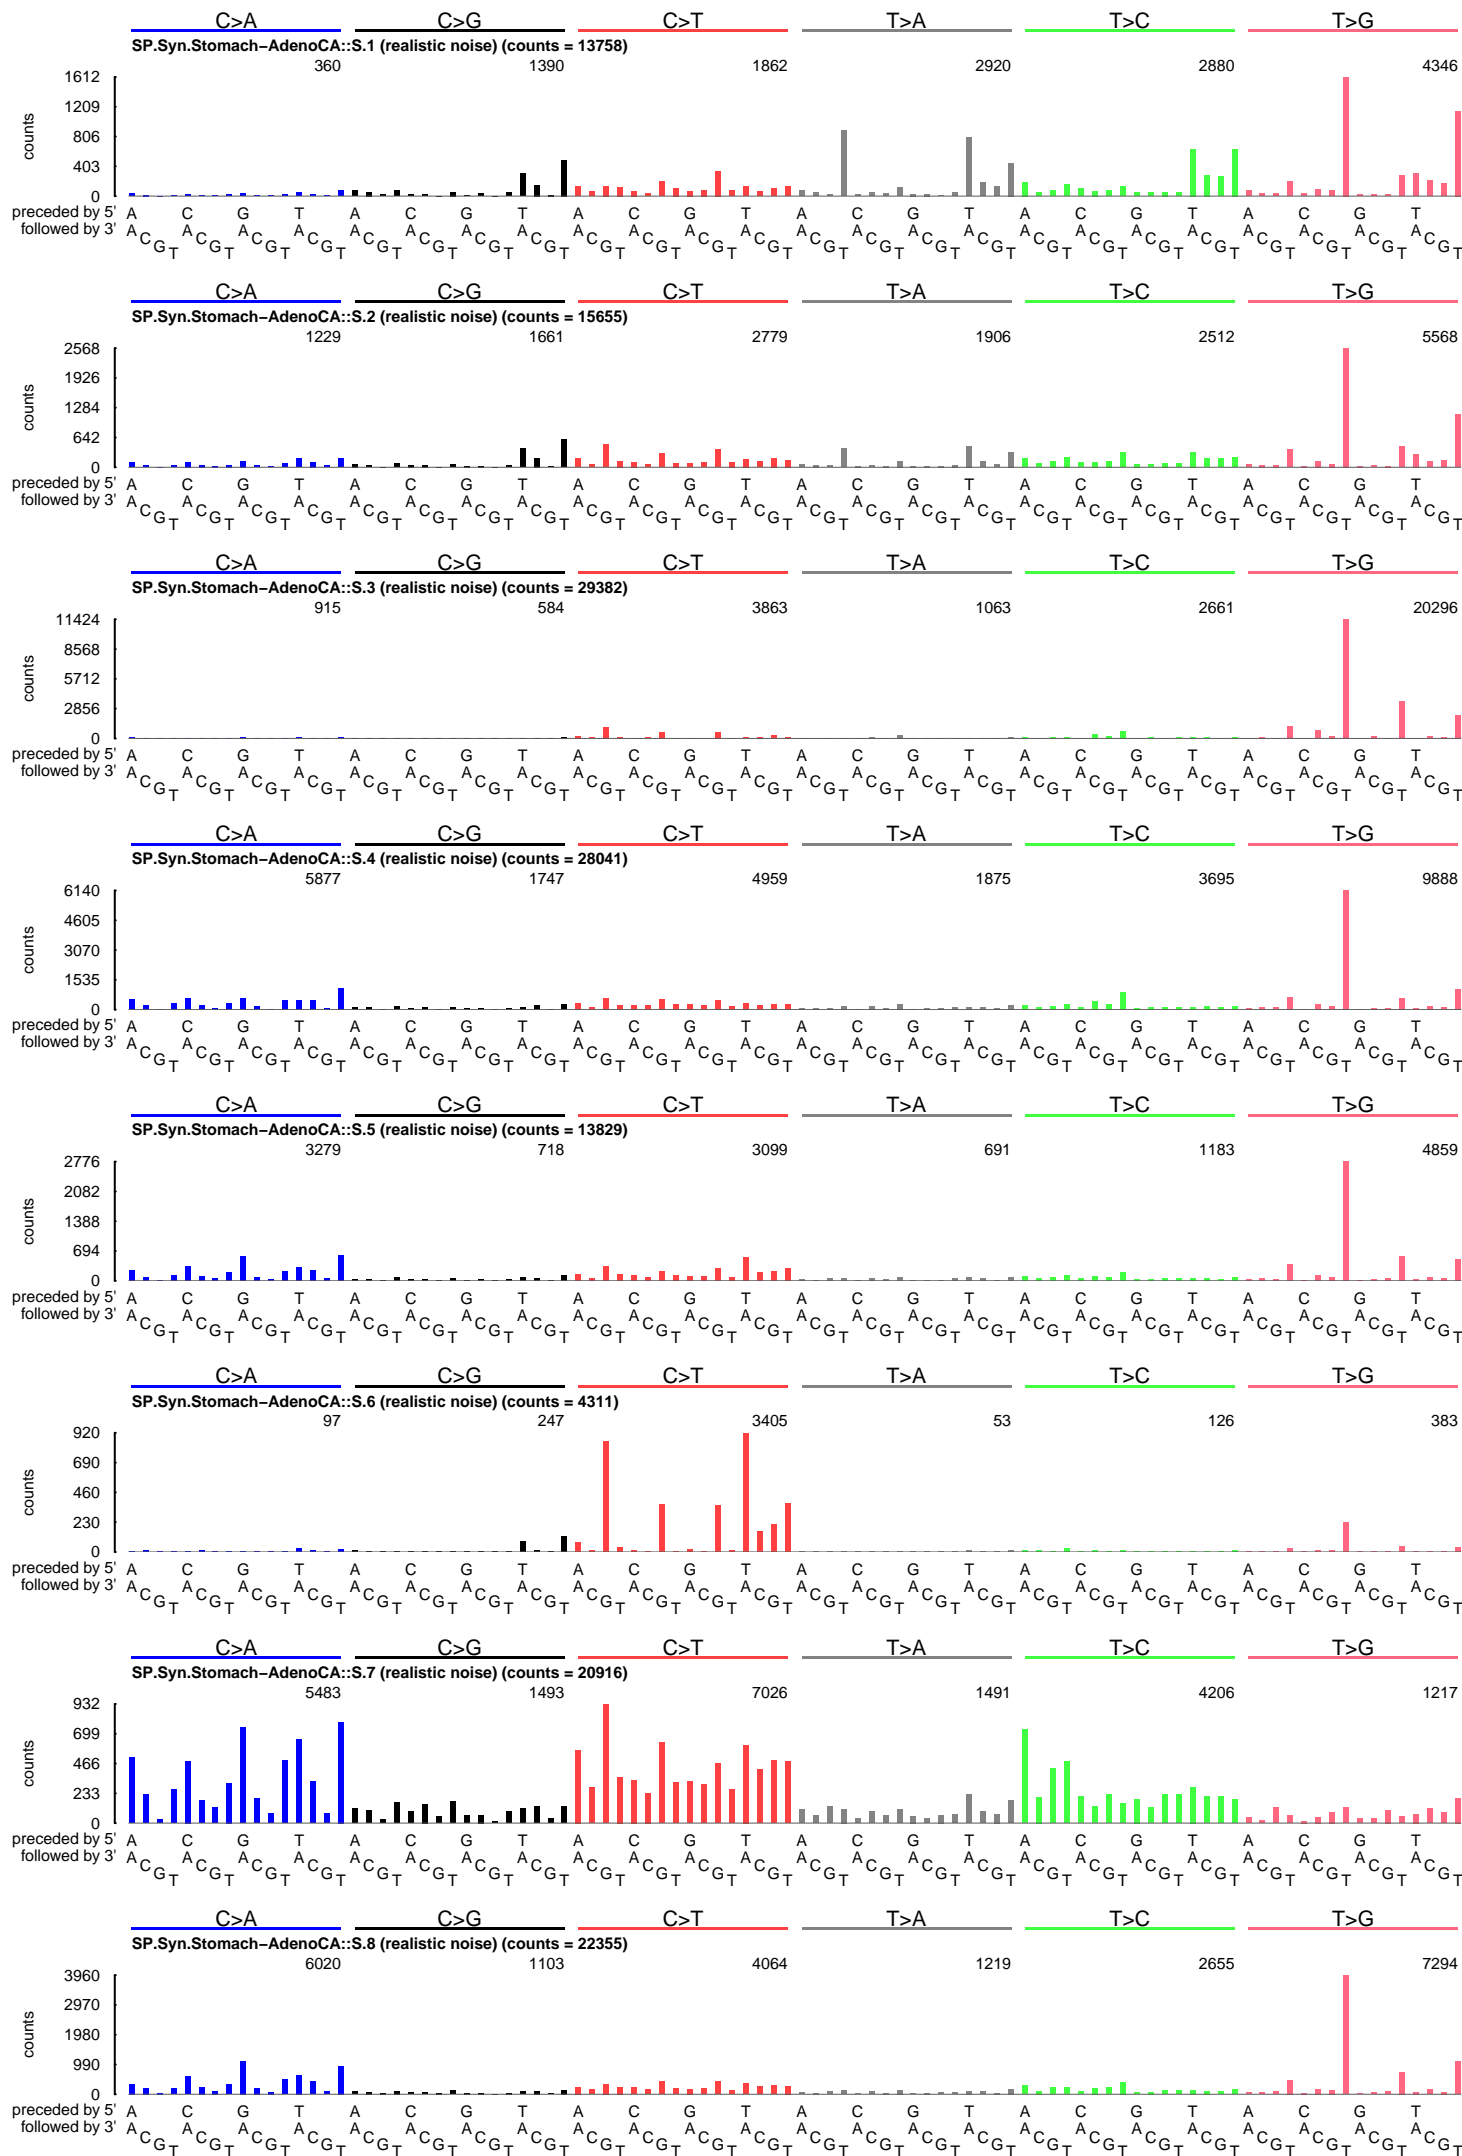 C>A C>G C>T T>A T>C T>G
SP.Syn.Stomach−AdenoCA::S.1 (realistic noise) (counts = 13758)
360 1390 1862 2920 2880 4346
1612
1209
806
403
0
counts
preceded by 5' A C G T A C G T A C G T A C G T A C G T A C G T
followed by 3' A C G T A C G T A C G T A C G T A C G T A C G T A C G T A C G T A C G T A C G T A C G T A C G T A C G T A C G T A C G T A C G T A C G T A C G T A C G T A C G T A C G T A C G T A C G T A C G T
C>A C>G C>T T>A T>C T>G
SP.Syn.Stomach−AdenoCA::S.2 (realistic noise) (counts = 15655)
1229 1661 2779 1906 2512 5568
2568
1926
1284
642
0
counts
preceded by 5' A C G T A C G T A C G T A C G T A C G T A C G T
followed by 3' A C G T A C G T A C G T A C G T A C G T A C G T A C G T A C G T A C G T A C G T A C G T A C G T A C G T A C G T A C G T A C G T A C G T A C G T A C G T A C G T A C G T A C G T A C G T A C G T
C>A C>G C>T T>A T>C T>G
SP.Syn.Stomach−AdenoCA::S.3 (realistic noise) (counts = 29382)
915 584 3863 1063 2661 20296
11424
8568
5712
2856
0
counts
preceded by 5' A C G T A C G T A C G T A C G T A C G T A C G T
followed by 3' A C G T A C G T A C G T A C G T A C G T A C G T A C G T A C G T A C G T A C G T A C G T A C G T A C G T A C G T A C G T A C G T A C G T A C G T A C G T A C G T A C G T A C G T A C G T A C G T
C>A C>G C>T T>A T>C T>G
SP.Syn.Stomach−AdenoCA::S.4 (realistic noise) (counts = 28041)
5877 1747 4959 1875 3695 9888
6140
4605
3070
1535
0
counts
preceded by 5' A C G T A C G T A C G T A C G T A C G T A C G T
followed by 3' A C G T A C G T A C G T A C G T A C G T A C G T A C G T A C G T A C G T A C G T A C G T A C G T A C G T A C G T A C G T A C G T A C G T A C G T A C G T A C G T A C G T A C G T A C G T A C G T
C>A C>G C>T T>A T>C T>G
SP.Syn.Stomach−AdenoCA::S.5 (realistic noise) (counts = 13829)
3279 718 3099 691 1183 4859
2776
2082
1388
694
0
counts
preceded by 5' A C G T A C G T A C G T A C G T A C G T A C G T
followed by 3' A C G T A C G T A C G T A C G T A C G T A C G T A C G T A C G T A C G T A C G T A C G T A C G T A C G T A C G T A C G T A C G T A C G T A C G T A C G T A C G T A C G T A C G T A C G T A C G T
C>A C>G C>T T>A T>C T>G
SP.Syn.Stomach−AdenoCA::S.6 (realistic noise) (counts = 4311)
97 247 3405 53 126 383
920
690
460
230
0
counts
preceded by 5' A C G T A C G T A C G T A C G T A C G T A C G T
followed by 3' A C G T A C G T A C G T A C G T A C G T A C G T A C G T A C G T A C G T A C G T A C G T A C G T A C G T A C G T A C G T A C G T A C G T A C G T A C G T A C G T A C G T A C G T A C G T A C G T
C>A C>G C>T T>A T>C T>G
SP.Syn.Stomach−AdenoCA::S.7 (realistic noise) (counts = 20916)
5483 1493 7026 1491 4206 1217
932
699
466
233
0
counts
preceded by 5' A C G T A C G T A C G T A C G T A C G T A C G T
followed by 3' A C G T A C G T A C G T A C G T A C G T A C G T A C G T A C G T A C G T A C G T A C G T A C G T A C G T A C G T A C G T A C G T A C G T A C G T A C G T A C G T A C G T A C G T A C G T A C G T
C>A C>G C>T T>A T>C T>G
SP.Syn.Stomach−AdenoCA::S.8 (realistic noise) (counts = 22355)
6020 1103 4064 1219 2655 7294
3960
2970
1980
990
0
counts
preceded by 5' A C G T A C G T A C G T A C G T A C G T A C G T
followed by 3' A C G T A C G T A C G T A C G T A C G T A C G T A C G T A C G T A C G T A C G T A C G T A C G T A C G T A C G T A C G T A C G T A C G T A C G T A C G T A C G T A C G T A C G T A C G T A C G T